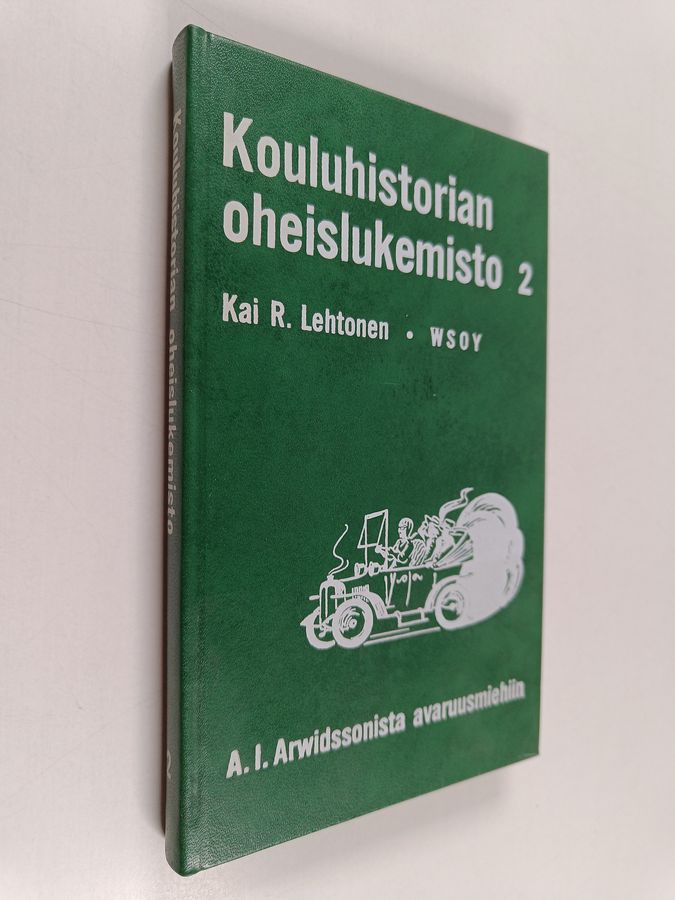 Kouluhistorian
oheislukemisto 2
Kai R. Lehtonen • WSOY
A. I. Arwidssonista avaruusmiehiin
Kouluhistorian oheislukemisto
2